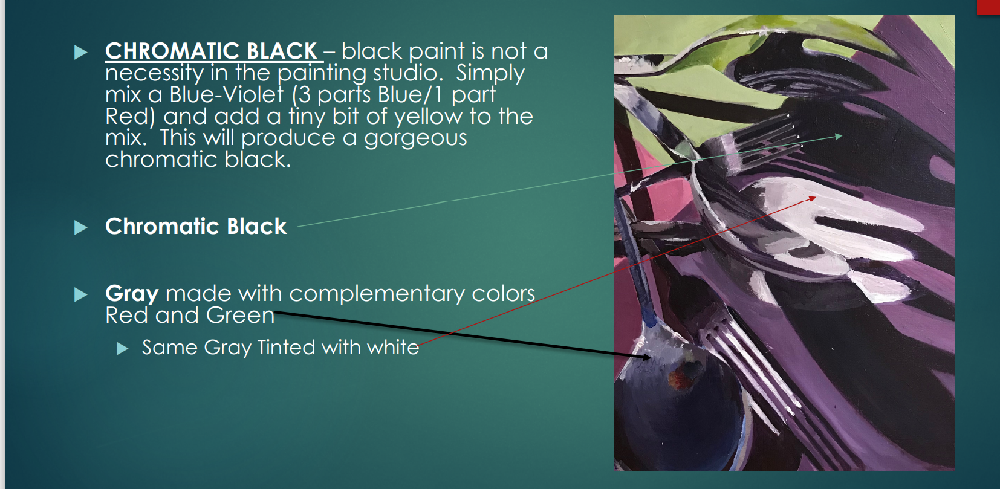 CHROMATIC BLACK – black paint is not a
necessity in the painting studio.  Simply
mix a Blue-Violet (3 parts Blue/1 part
Red) and add a tiny bit of yellow to the
mix.  This will produce a gorgeous
chromatic black.
Chromatic Black
Gray made with complementary colors
Red and Green
Same Gray Tinted with white